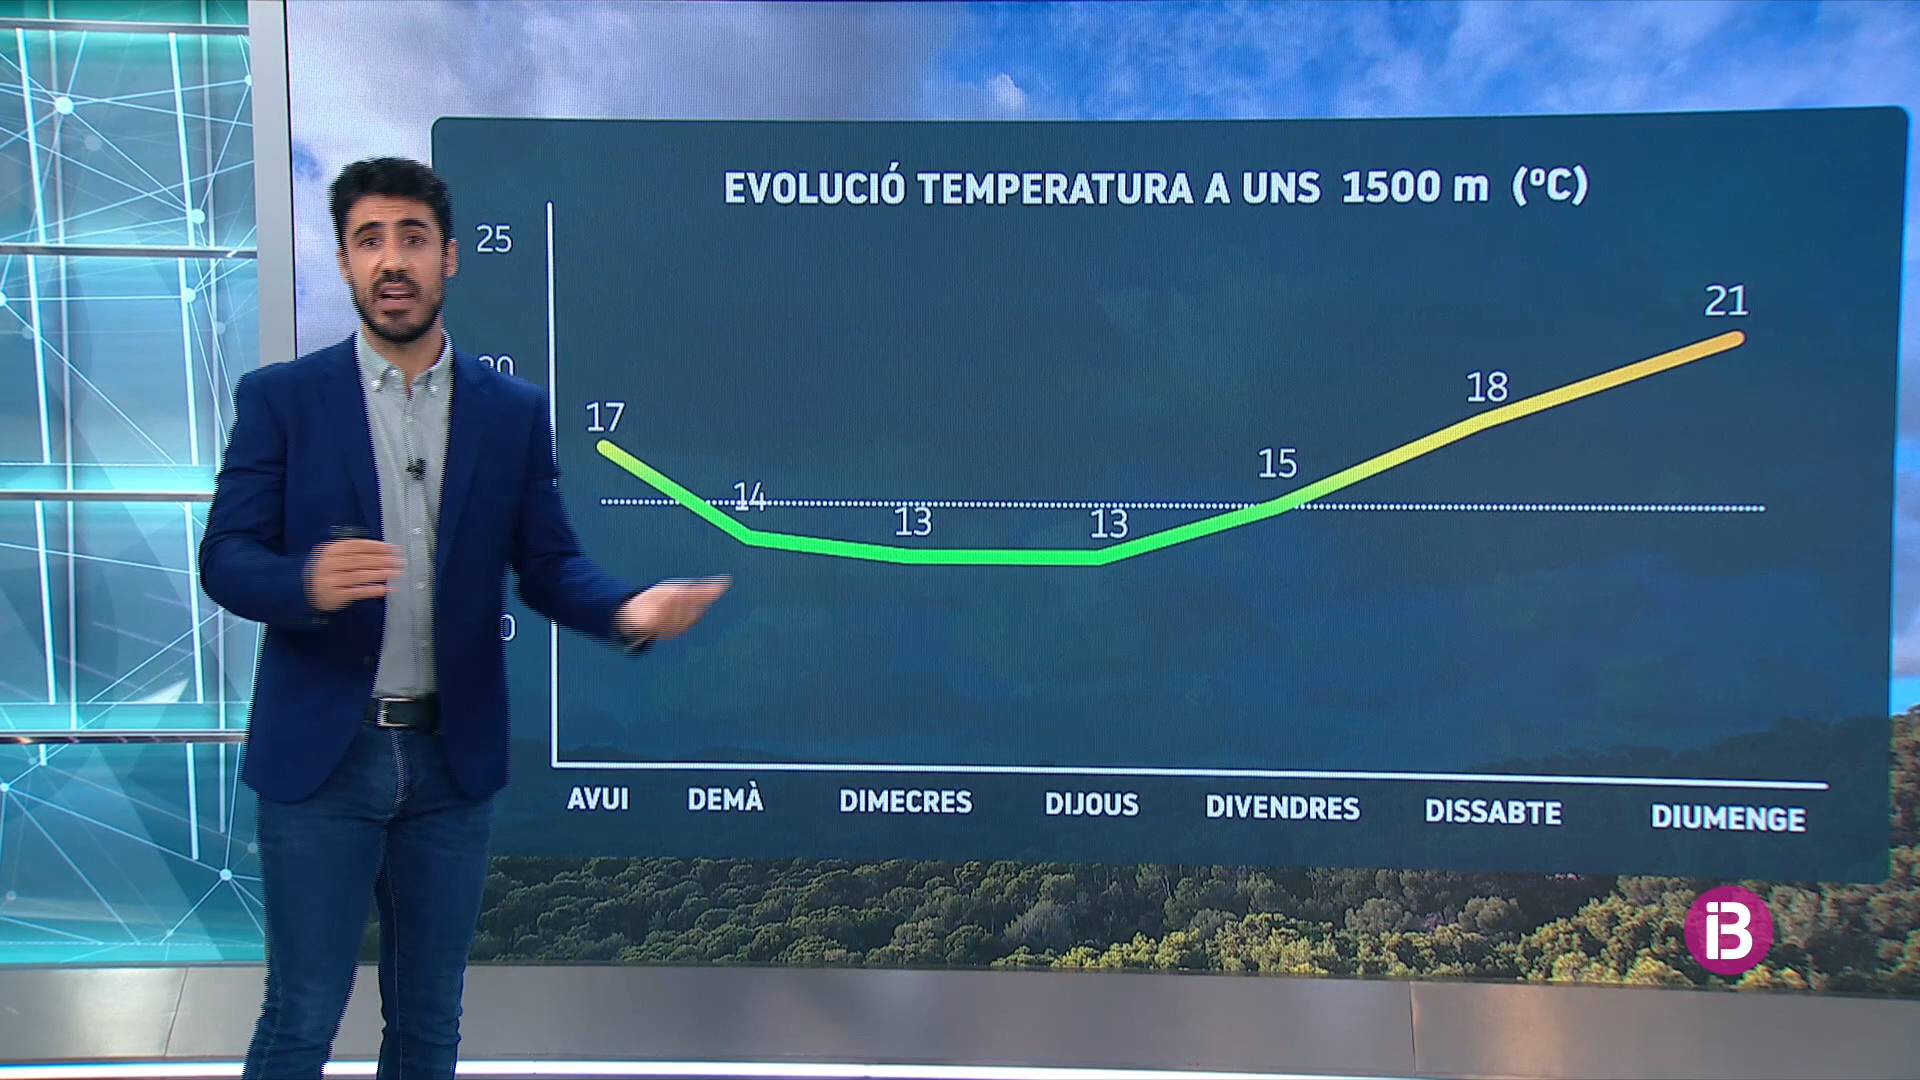 EVOLUCIÓ TEMPERATURA A UNS 1500 m (ºC)
25
21
18
17
15
14
13
13
AVUI DEMÀ DIMECRES DIJOUS DIVENDRES DISSABTE DIUMENGE
iB